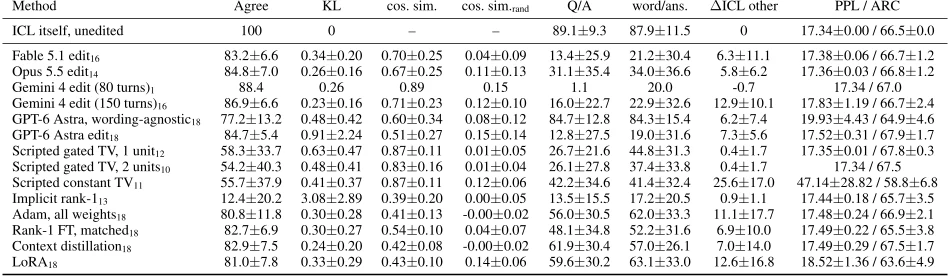 Method Agree KL cos. sim. cos. sim.rand Q/A word/ans. ΔICL other PPL / ARC
ICL itself, unedited 100 0 – – 89.1±9.3 87.9±11.5 0 17.34±0.00 / 66.5±0.0
Fable 5.1 edit16 83.2±6.6 0.34±0.20 0.70±0.25 0.04±0.09 13.4±25.9 21.2±30.4 6.3±11.1 17.38±0.06 / 66.7±1.2
Opus 5.5 edit14 84.8±7.0 0.26±0.16 0.67±0.25 0.11±0.13 31.1±35.4 34.0±36.6 5.8±6.2 17.36±0.03 / 66.8±1.2
Gemini 4 edit (80 turns)1 88.4 0.26 0.89 0.15 1.1 20.0 -0.7 17.34 / 67.0
Gemini 4 edit (150 turns)16 86.9±6.6 0.23±0.16 0.71±0.23 0.12±0.10 16.0±22.7 22.9±32.6 12.9±10.1 17.83±1.19 / 66.7±2.4
GPT-6 Astra, wording-agnostic18 77.2±13.2 0.48±0.42 0.60±0.34 0.08±0.12 84.7±12.8 84.3±15.4 6.2±7.4 19.93±4.43 / 64.9±4.6
GPT-6 Astra edit18 84.7±5.4 0.91±2.24 0.51±0.27 0.15±0.14 12.8±27.5 19.0±31.6 7.3±5.6 17.52±0.31 / 67.9±1.7
Scripted gated TV, 1 unit12 58.3±33.7 0.63±0.47 0.87±0.11 0.01±0.05 26.7±21.6 44.8±31.3 0.4±1.7 17.35±0.01 / 67.8±0.3
Scripted gated TV, 2 units10 54.2±40.3 0.48±0.41 0.83±0.16 0.01±0.04 26.1±27.8 37.4±33.8 0.4±1.7 17.34 / 67.5
Scripted constant TV11 55.7±37.9 0.41±0.37 0.87±0.11 0.12±0.06 42.2±34.6 41.4±32.4 25.6±17.0 47.14±28.82 / 58.8±6.8
Implicit rank-113 12.4±20.2 3.08±2.89 0.39±0.20 0.00±0.05 13.5±15.5 17.2±20.5 0.9±1.1 17.44±0.18 / 65.7±3.5
Adam, all weights18 80.8±11.8 0.30±0.28 0.41±0.13 -0.00±0.02 56.0±30.5 62.0±33.3 11.1±17.7 17.48±0.24 / 66.9±2.1
Rank-1 FT, matched18 82.7±6.9 0.30±0.27 0.54±0.10 0.04±0.07 48.1±34.8 52.2±31.6 6.9±10.0 17.49±0.22 / 65.5±3.8
Context distillation18 82.9±7.5 0.24±0.20 0.42±0.08 -0.00±0.02 61.9±30.4 57.0±26.1 7.0±14.0 17.49±0.29 / 67.5±1.7
LoRA18 81.0±7.8 0.33±0.29 0.43±0.10 0.14±0.06 59.6±30.2 63.1±33.0 12.6±16.8 18.52±1.36 / 63.6±4.9